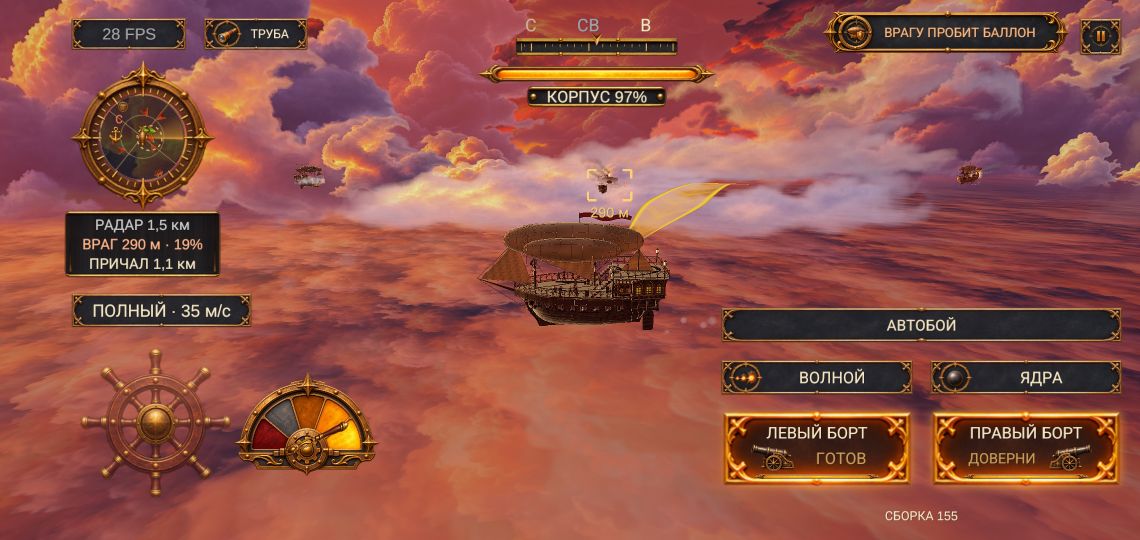 28 FPS
ТРУБА
С СВ В
ВРАГУ ПРОБИТ БАЛЛОН
КОРПУС 97%
С
290 м
РАДАР 1,5 км
ВРАГ 290 м · 19%
ПРИЧАЛ 1,1 км
ПОЛНЫЙ · 35 м/с
АВТОБОЙ
ВОЛНОЙ
ЯДРА
ЛЕВЫЙ БОРТ
ГОТОВ
ПРАВЫЙ БОРТ
ДОВЕРНИ
СБОРКА 155